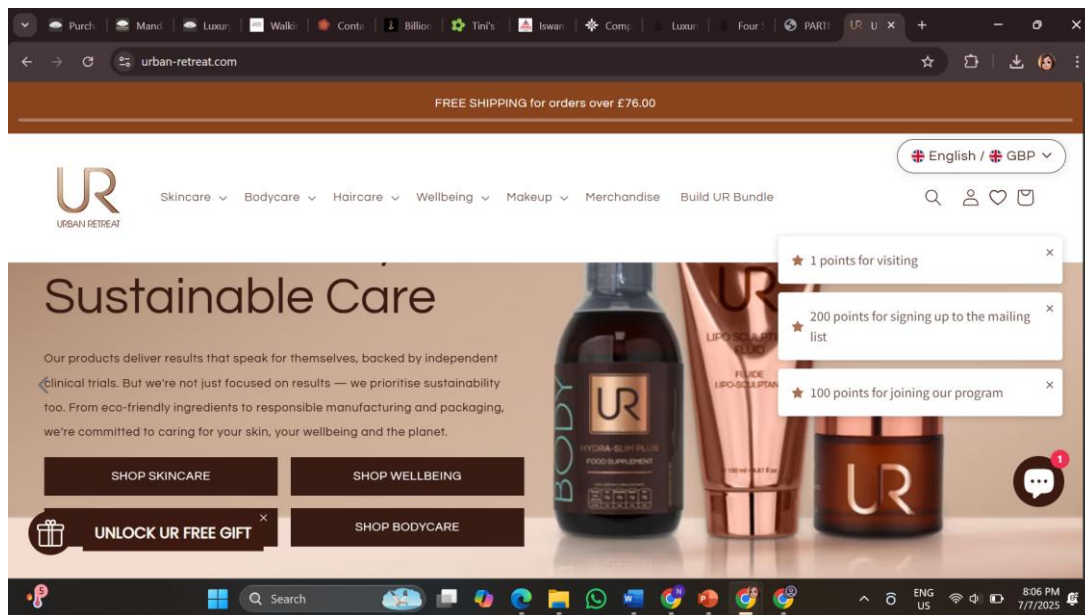 Purch
Mand
Luxury
Walki
Conta
Billion
Tini's
Iswan
Comp
Luxur
Four S
PARTN
U
urban-retreat.com
FREE SHIPPING for orders over £76.00
English / GBP
UR
URBAN RETREAT
Skincare Bodycare Haircare Wellbeing Makeup Merchandise Build UR Bundle
1 points for visiting
200 points for signing up to the mailing
list
100 points for joining our program
Sustainable Care
Our products deliver results that speak for themselves, backed by independent
clinical trials. But we're not just focused on results — we prioritise sustainability
too. From eco-friendly ingredients to responsible manufacturing and packaging,
we're committed to caring for your skin, your wellbeing and the planet.
SHOP SKINCARE
SHOP WELLBEING
SHOP BODYCARE
UNLOCK UR FREE GIFT
BODY
UR
HYDRA-SLIM PLUS
FOOD SUPPLEMENT
UR
LIPO SCULPTING
FLUID
FLUIDE
LIPO-SCULPTAN
UR
1
5
Search
ENG
US
8:06 PM
7/7/2025